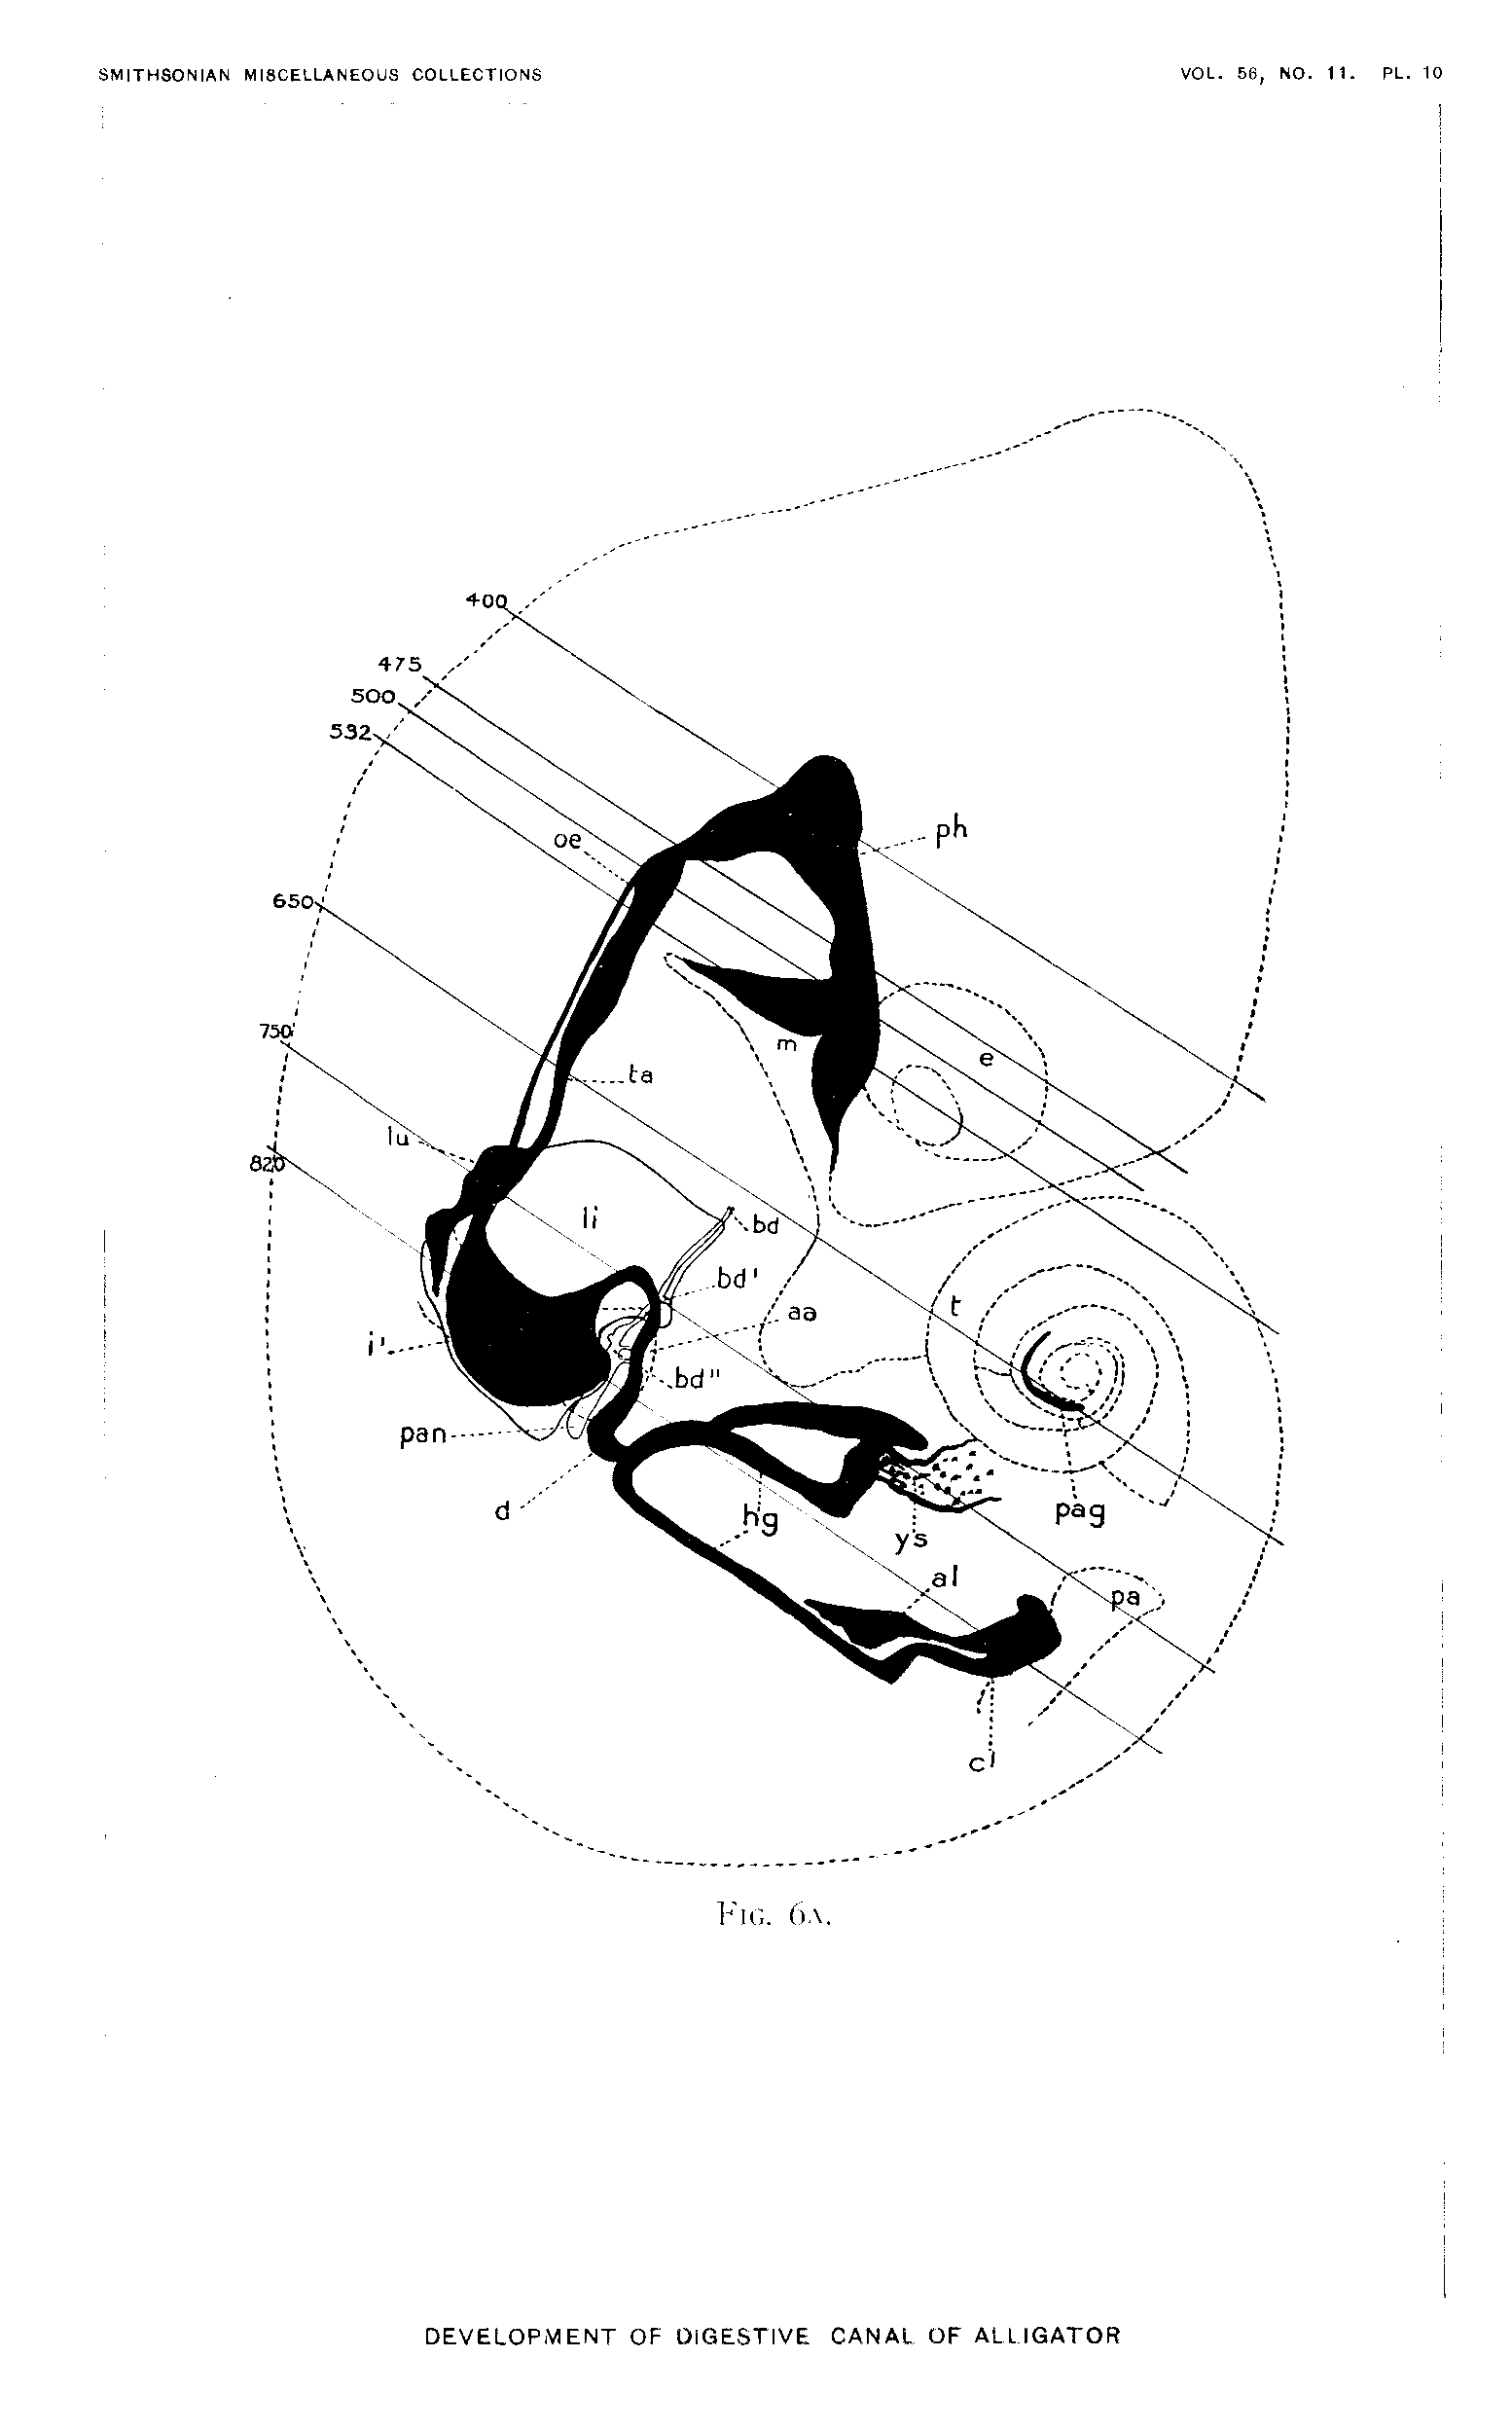 SMITHSONIAN MISCELLANEOUS COLLECTIONS
VOL. 56, NO. 11. PL. 10
400
475
500
532
oe
ph
650
750
m
e
ta
lu
820
li
bd
bd'
aa
t
i'
bd"
pan
d
hg
ys
pag
al
pa
cl
FIG. 6A.
DEVELOPMENT OF DIGESTIVE CANAL OF ALLIGATOR